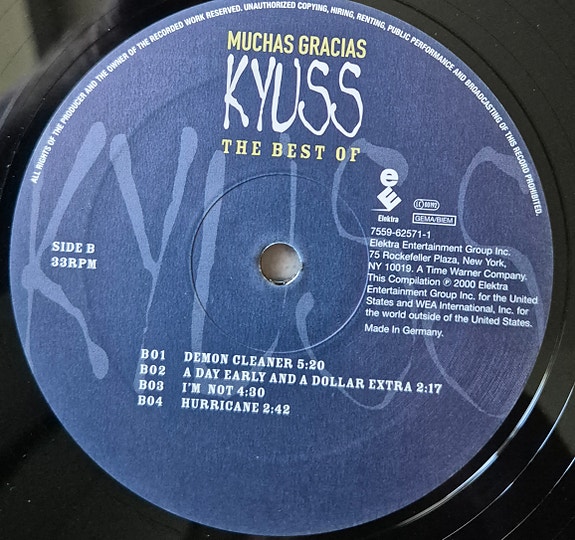 ALL RIGHTS OF THE PRODUCER AND THE OWNER OF THE RECORDED WORK RESERVED. UNAUTHORIZED COPYING, HIRING, RENTING, PUBLIC PERFORMANCE AND BROADCASTING OF THIS RECORD PROHIBITED.
MUCHAS GRACIAS
KYUSS
THE BEST OF
KYUSS
Elektra
GEMA/BIEM
SIDE B
33RPM
7559-62571-1
Elektra Entertainment Group Inc.
75 Rockefeller Plaza, New York,
NY 10019. A Time Warner Company.
This Compilation ℗ 2000 Elektra
Entertainment Group Inc. for the United
States and WEA International, Inc. for
the world outside of the United States.
Made in Germany.
B01 DEMON CLEANER 5:20
B02 A DAY EARLY AND A DOLLAR EXTRA 2:17
B03 I'M NOT 4:30
B04 HURRICANE 2:42